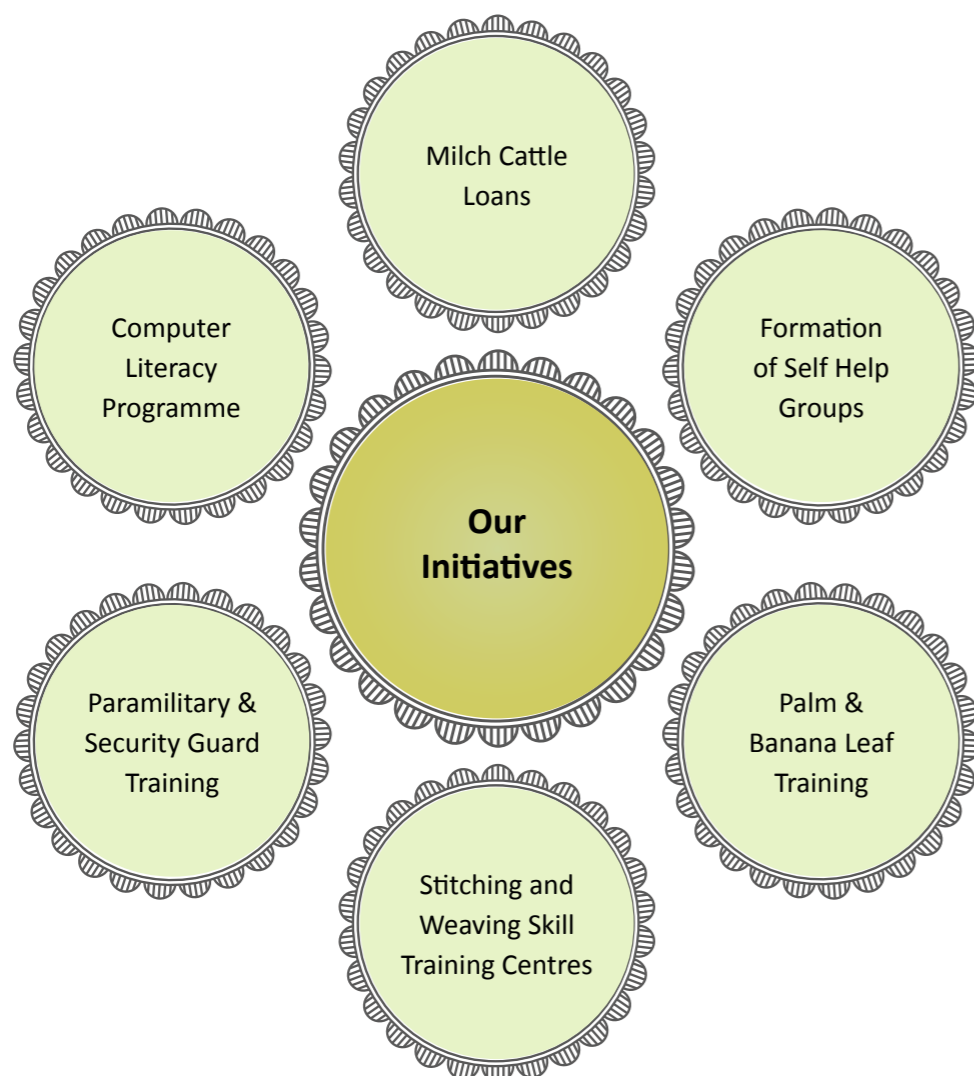 Milch Cattle
Loans
Computer
Literacy
Programme
Formation
of Self Help
Groups
Our
Initiatives
Paramilitary &
Security Guard
Training
Palm &
Banana Leaf
Training
Stitching and
Weaving Skill
Training Centres